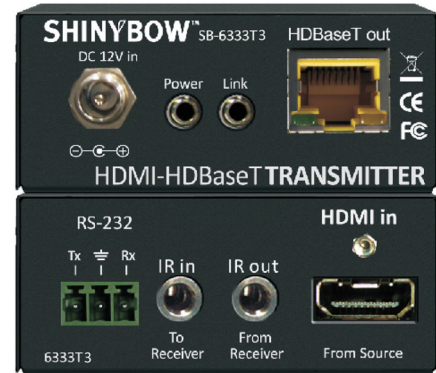 SHINYBOW™ SB-6333T3 HDBaseT out
DC 12V in
Power Link
CE
FC
HDMI-HDBaseT TRANSMITTER
RS-232
HDMI in
Tx Rx
IR in IR out
To
Receiver
From
Receiver
From Source
6333T3